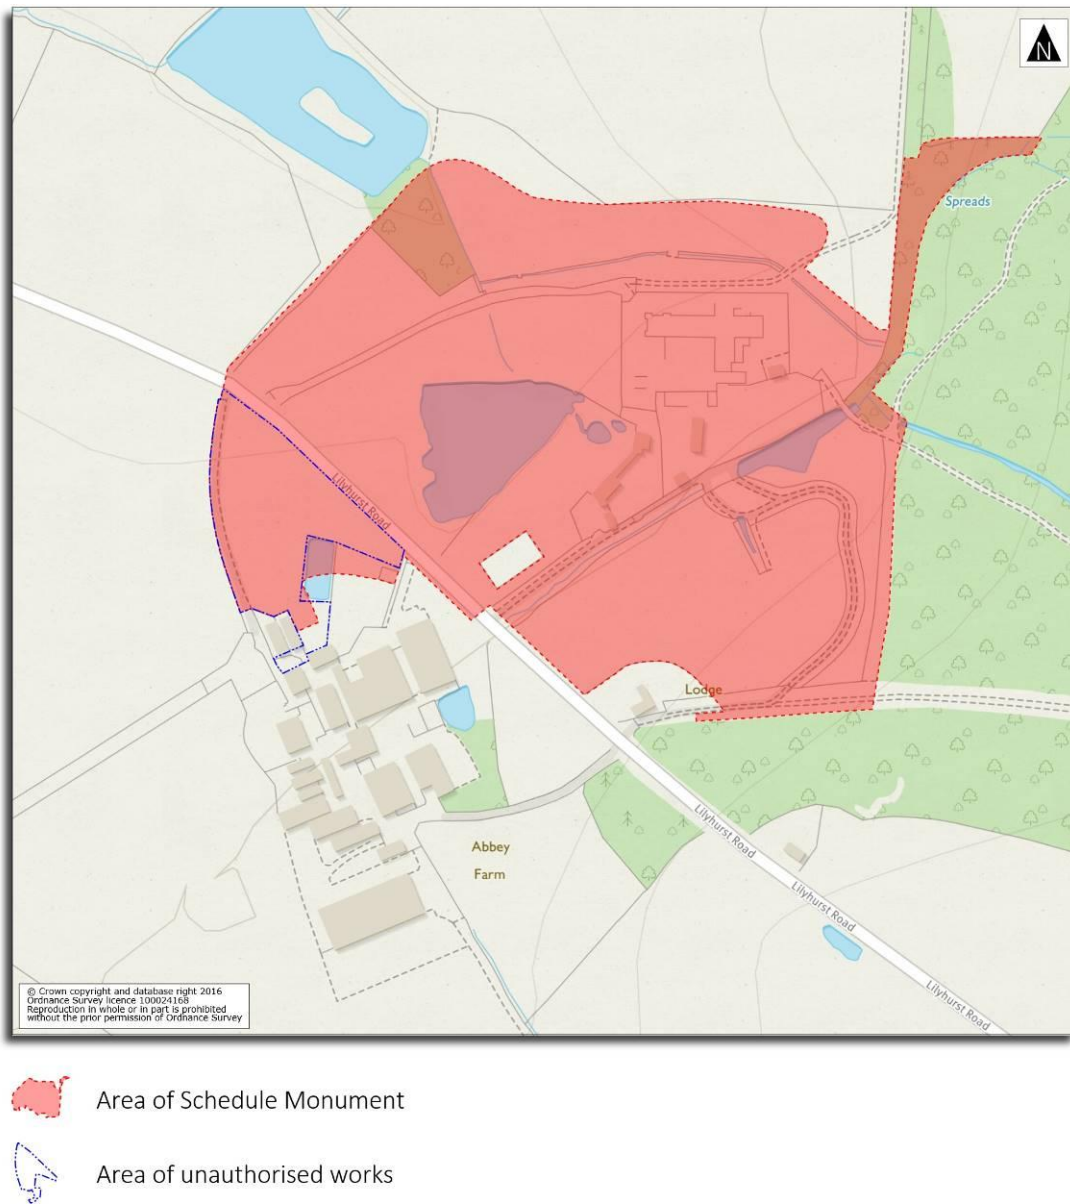 N
Spreads
Lilyhurst Road
Lodge
Lilyhurst Road
Abbey
Farm
Lilyhurst Road
Lilyhurst Road
© Crown copyright and database right 2016
Ordnance Survey licence 100024168
Reproduction in whole or in part is prohibited
without the prior permission of Ordnance Survey
Area of Schedule Monument
Area of unauthorised works